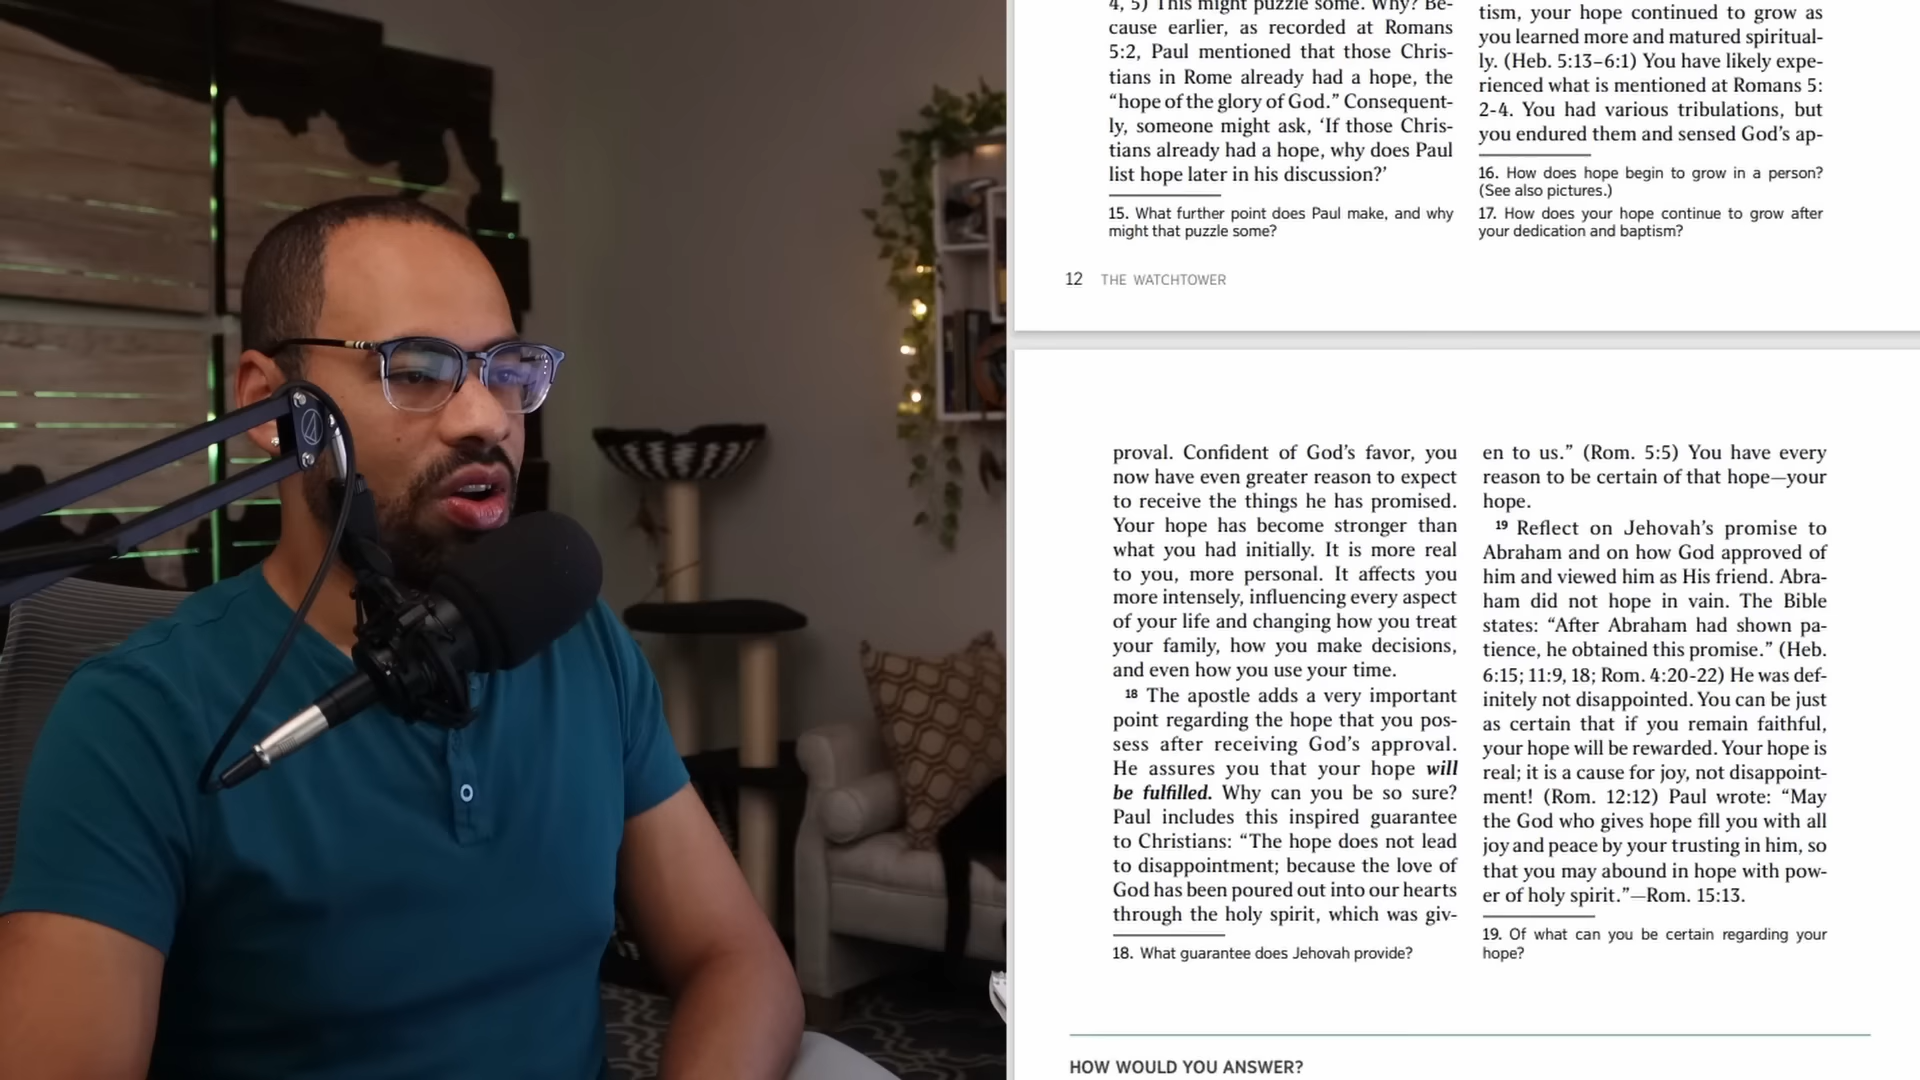 4, 5) This might puzzle some. Why? Be-
cause earlier, as recorded at Romans
5:2, Paul mentioned that those Chris-
tians in Rome already had a hope, the
“hope of the glory of God.” Consequent-
ly, someone might ask, ‘If those Chris-
tians already had a hope, why does Paul
list hope later in his discussion?’
15. What further point does Paul make, and why
might that puzzle some?
tism, your hope continued to grow as
you learned more and matured spiritual-
ly. (Heb. 5:13–6:1) You have likely expe-
rienced what is mentioned at Romans 5:
2-4. You had various tribulations, but
you endured them and sensed God’s ap-
16. How does hope begin to grow in a person?
(See also pictures.)
17. How does your hope continue to grow after
your dedication and baptism?
12 THE WATCHTOWER
proval. Confident of God’s favor, you
now have even greater reason to expect
to receive the things he has promised.
Your hope has become stronger than
what you had initially. It is more real
to you, more personal. It affects you
more intensely, influencing every aspect
of your life and changing how you treat
your family, how you make decisions,
and even how you use your time.
18 The apostle adds a very important
point regarding the hope that you pos-
sess after receiving God’s approval.
He assures you that your hope will
be fulfilled. Why can you be so sure?
Paul includes this inspired guarantee
to Christians: “The hope does not lead
to disappointment; because the love of
God has been poured out into our hearts
through the holy spirit, which was giv-
18. What guarantee does Jehovah provide?
en to us.” (Rom. 5:5) You have every
reason to be certain of that hope—your
hope.
19 Reflect on Jehovah’s promise to
Abraham and on how God approved of
him and viewed him as His friend. Abra-
ham did not hope in vain. The Bible
states: “After Abraham had shown pa-
tience, he obtained this promise.” (Heb.
6:15; 11:9, 18; Rom. 4:20-22) He was def-
initely not disappointed. You can be just
as certain that if you remain faithful,
your hope will be rewarded. Your hope is
real; it is a cause for joy, not disappoint-
ment! (Rom. 12:12) Paul wrote: “May
the God who gives hope fill you with all
joy and peace by your trusting in him, so
that you may abound in hope with pow-
er of holy spirit.”—Rom. 15:13.
19. Of what can you be certain regarding your
hope?
HOW WOULD YOU ANSWER?